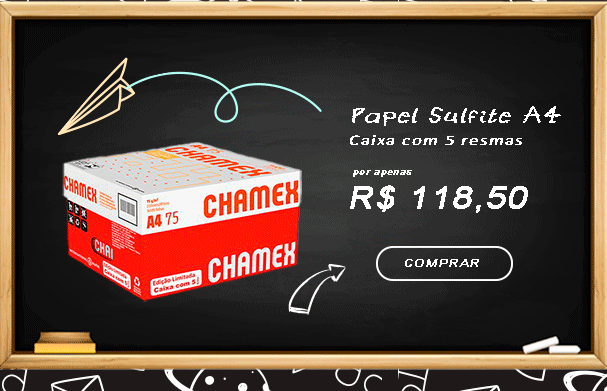 Papel Sulfite A4
Caixa com 5 resmas
por apenas
R$ 118,50
COMPRAR
CHAMEX
CHAMEX
CHAMEX
A4 75
CHAMEX
Edição Limitada
Caixa com 5